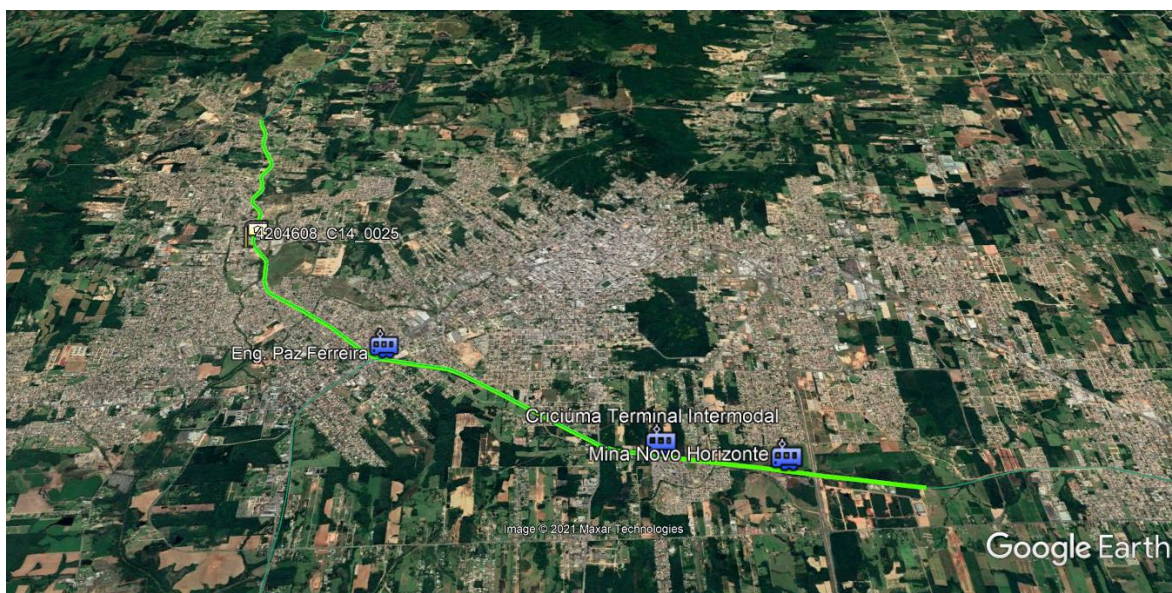 4204608_C14_0025
Eng. Paz Ferreira
Criciúma Terminal Intermodal
Mina Novo Horizonte
Image © 2021 Maxar Technologies
Google Earth